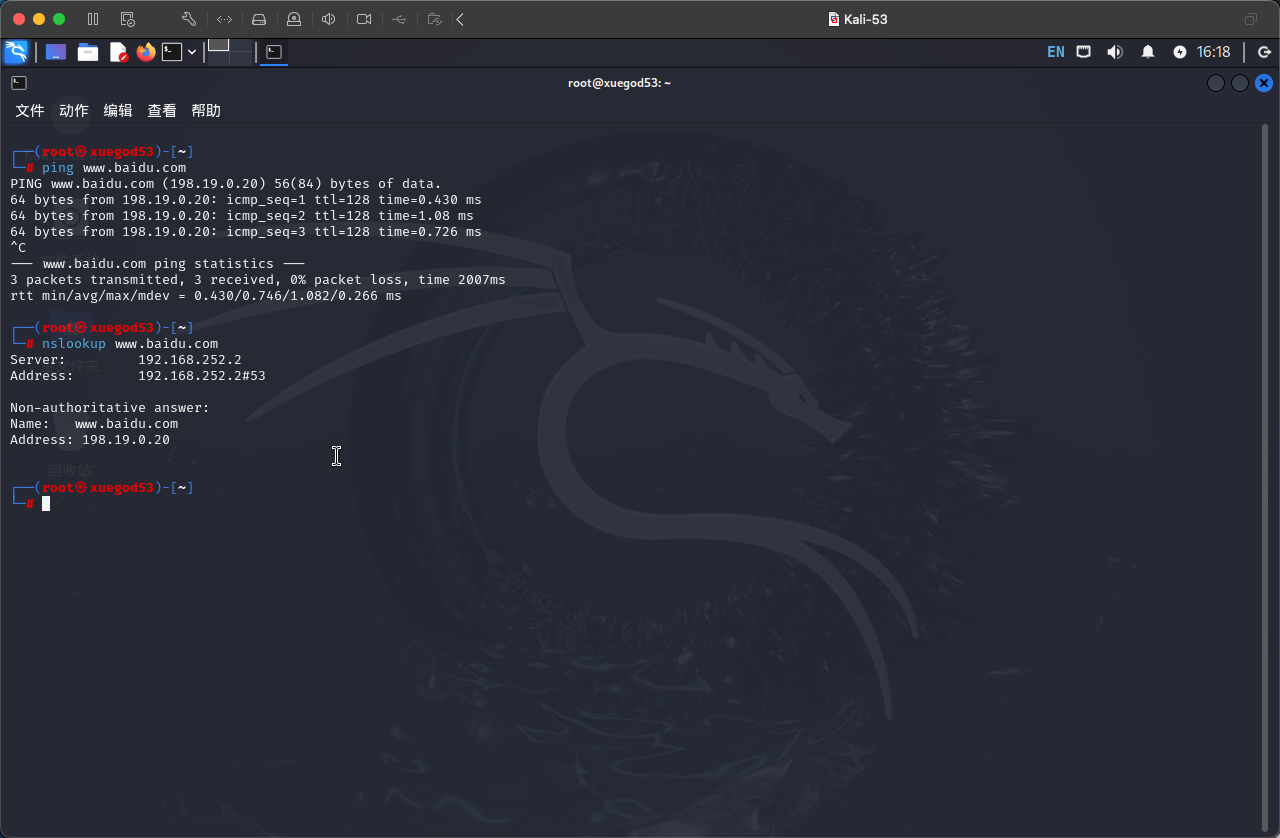 Kali-53
EN
16:18
root@xuegod53: ~
文件 动作 编辑 查看 帮助
┌──(root㉿xuegod53)-[~]
└─# ping www.baidu.com
PING www.baidu.com (198.19.0.20) 56(84) bytes of data.
64 bytes from 198.19.0.20: icmp_seq=1 ttl=128 time=0.430 ms
64 bytes from 198.19.0.20: icmp_seq=2 ttl=128 time=1.08 ms
64 bytes from 198.19.0.20: icmp_seq=3 ttl=128 time=0.726 ms
^C
--- www.baidu.com ping statistics ---
3 packets transmitted, 3 received, 0% packet loss, time 2007ms
rtt min/avg/max/mdev = 0.430/0.746/1.082/0.266 ms
┌──(root㉿xuegod53)-[~]
└─# nslookup www.baidu.com
Server: 192.168.252.2
Address: 192.168.252.2#53
Non-authoritative answer:
Name: www.baidu.com
Address: 198.19.0.20
回收站
┌──(root㉿xuegod53)-[~]
└─#